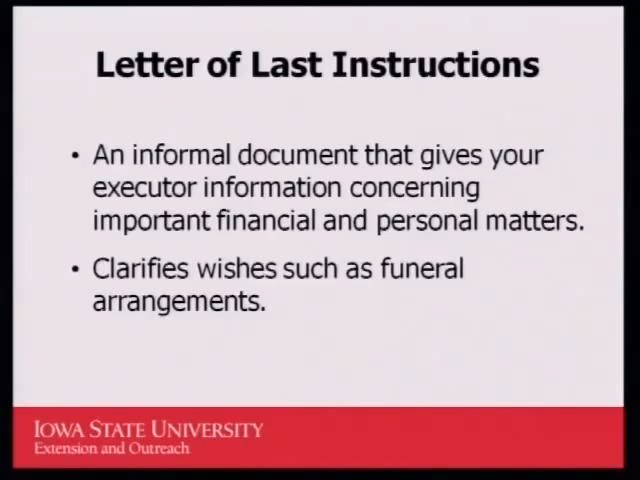 Letter of Last Instructions
• An informal document that gives your
executor information concerning
important financial and personal matters.
• Clarifies wishes such as funeral
arrangements.
IOWA STATE UNIVERSITY
Extension and Outreach